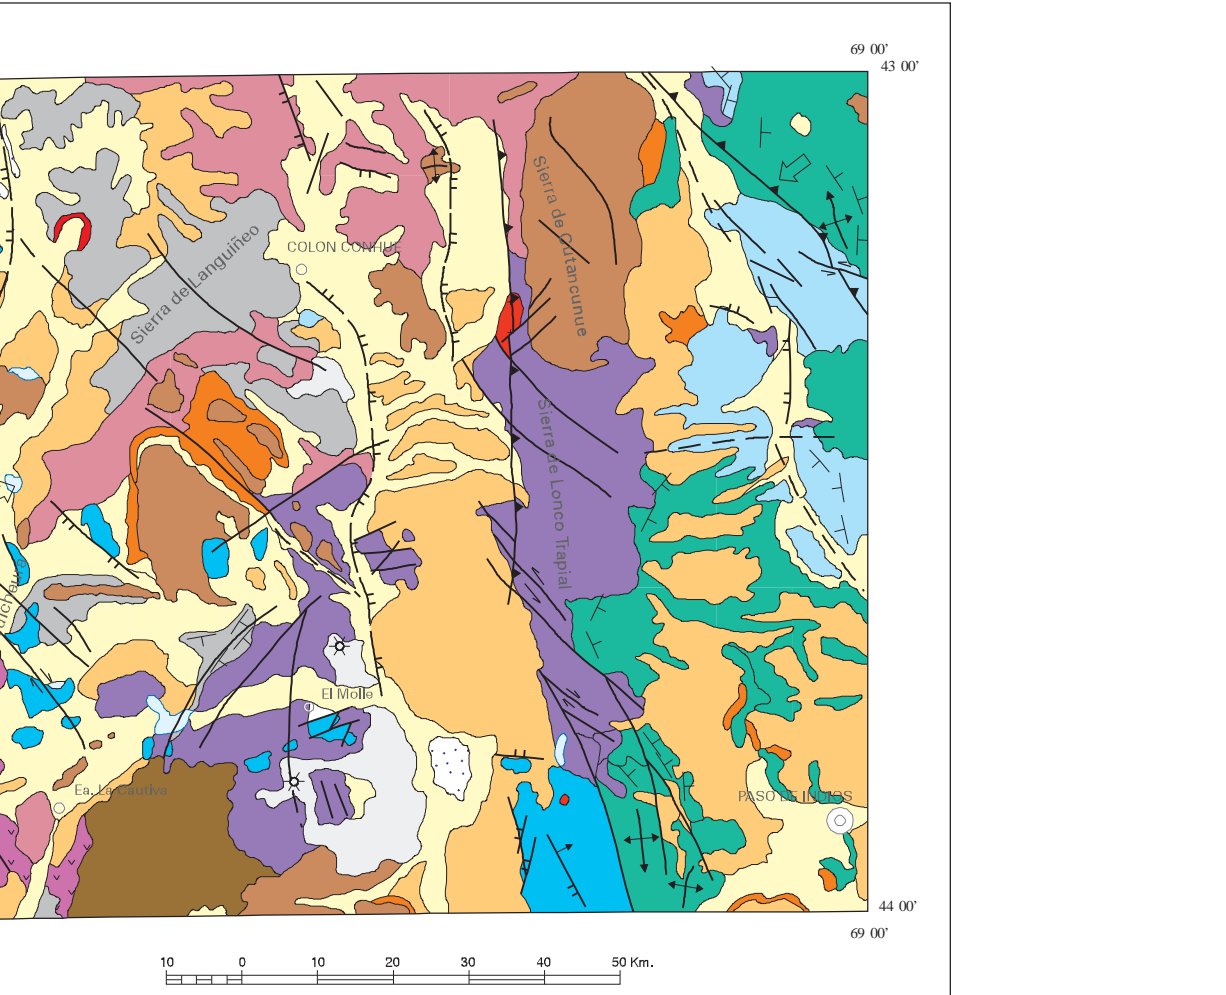 69 00'
43 00'
Sierra de Cutancunue
Sierra de Languiñeo
COLON CONHUE
Sierra de Lonco Trapial
El Molle
Ea. La Cautiva
PASO DE INDIOS
44 00'
69 00'
10 0 10 20 30 40 50 Km.